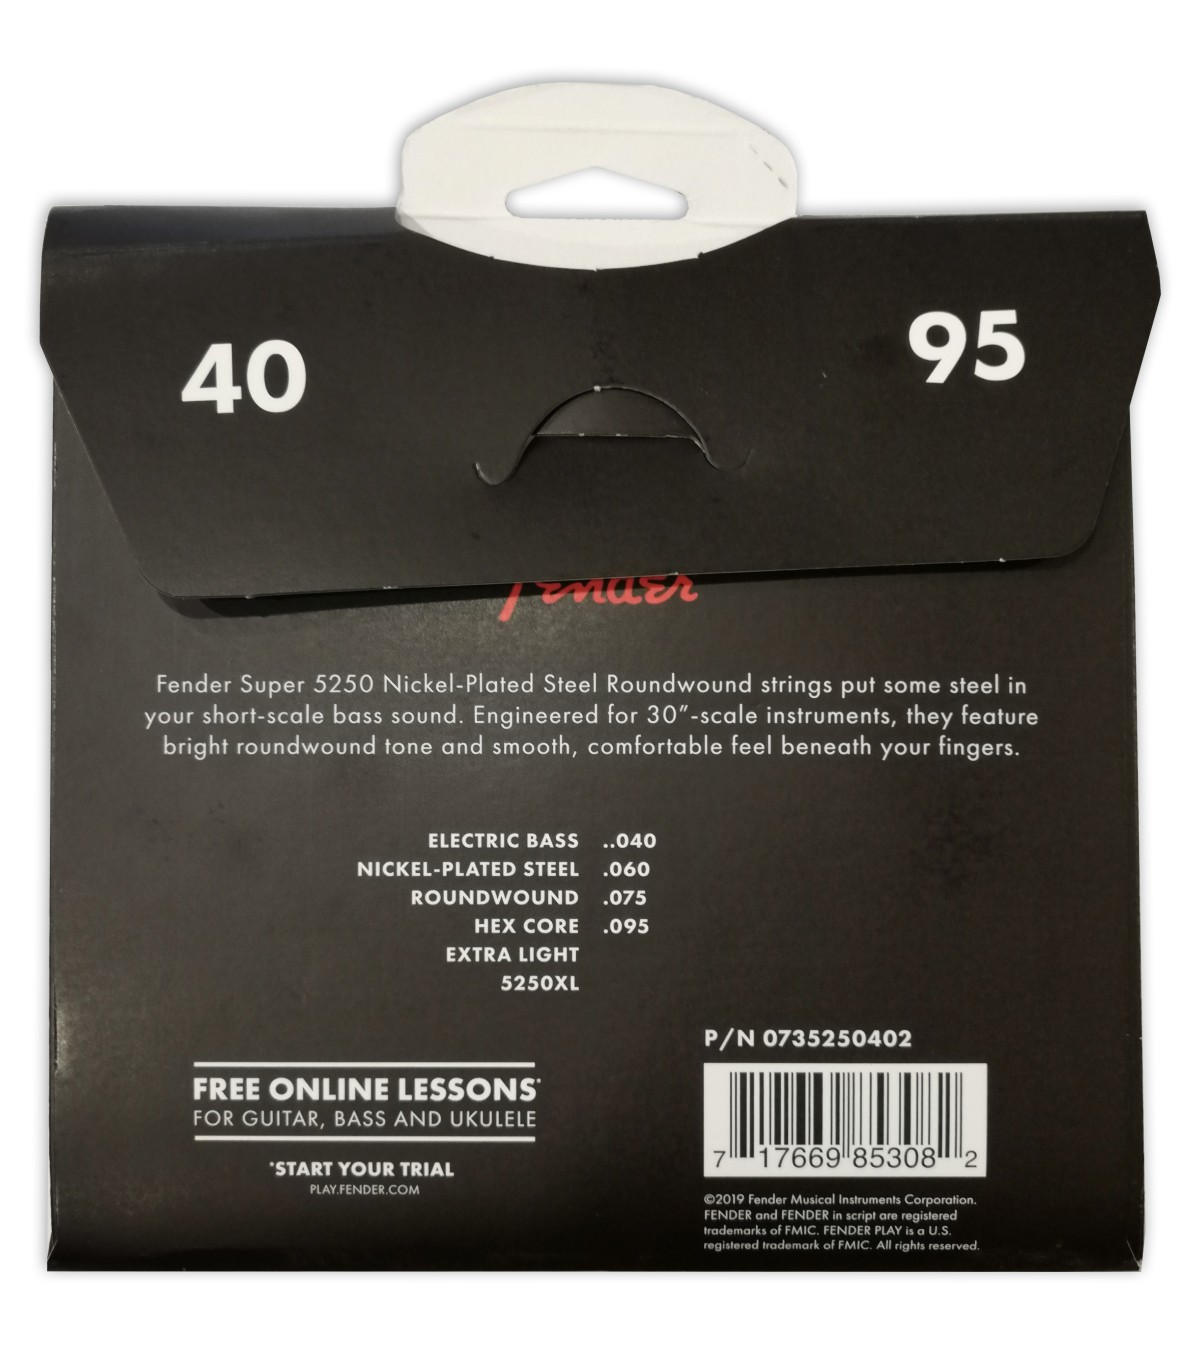 40
95
Fender
Fender Super 5250 Nickel-Plated Steel Roundwound strings put some steel in
your short-scale bass sound. Engineered for 30”-scale instruments, they feature
bright roundwound tone and smooth, comfortable feel beneath your fingers.
ELECTRIC BASS ..040
NICKEL-PLATED STEEL .060
ROUNDWOUND .075
HEX CORE .095
EXTRA LIGHT
5250XL
FREE ONLINE LESSONS*
FOR GUITAR, BASS AND UKULELE
*START YOUR TRIAL
PLAY.FENDER.COM
P/N 0735250402
7 17669 85308 2
©2019 Fender Musical Instruments Corporation.
FENDER and FENDER in script are registered
trademarks of FMIC. FENDER PLAY is a U.S.
registered trademark of FMIC. All rights reserved.